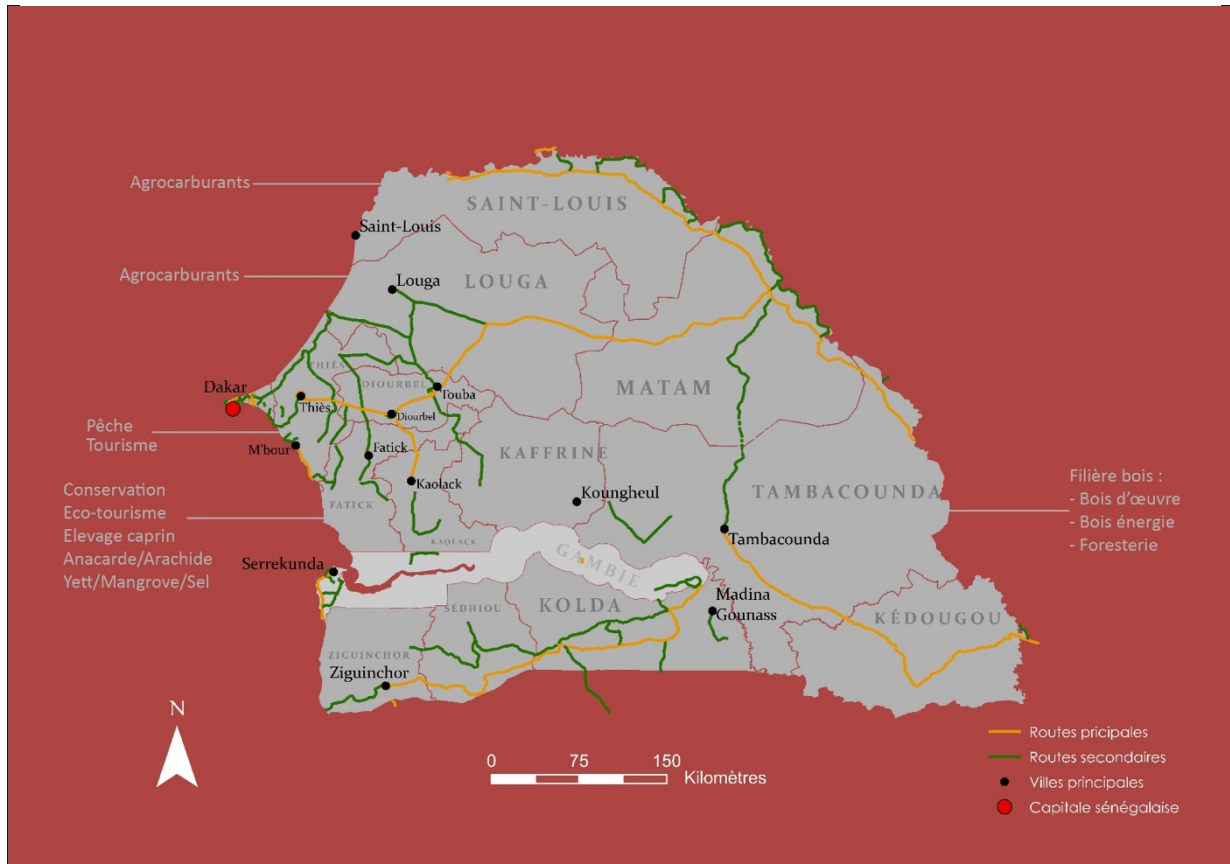 Agrocarburants
SAINT-LOUIS
Saint-Louis
Agrocarburants
Louga
LOUGA
THIÈS
DIOURBEL
MATAM
Dakar
Touba
Thiès
Diourbel
Pêche
Tourisme
M'bour
Fatick
KAFFRINE
Kaolack
Koungheul
TAMBACOUNDA
Conservation
Eco-tourisme
Elevage caprin
Anacarde/Arachide
Yett/Mangrove/Sel
FATICK
KAOLACK
Filière bois :
- Bois d'œuvre
- Bois énergie
- Foresterie
Tambacounda
GAMBIE
Serrekunda
SÉDHIOU
KOLDA
Madina
Gounass
KÉDOUGOU
ZIGUINCHOR
Ziguinchor
N
0 75 150
Kilomètres
Routes pricipales
Routes secondaires
Villes principales
Capitale sénégalaise